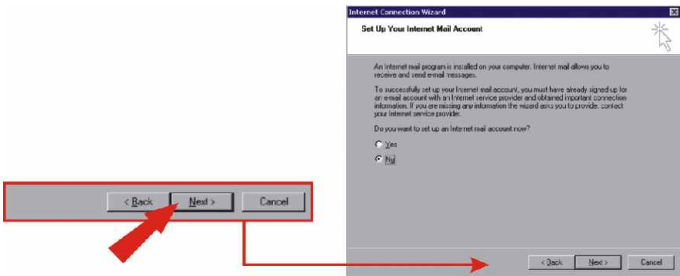 Internet Connection Wizard
Set Up Your Internet Mail Account
An Internet mail program is installed on your computer. Internet mail allows you to
receive and send e-mail messages.
To successfully set up your Internet mail account, you must have already signed up for
an e-mail account with an Internet service provider and obtained important connection
information. If you are missing any information the wizard asks you to provide, contact
your Internet service provider.
Do you want to set up an Internet mail account now?
Yes
No
< Back Next > Cancel
< Back Next > Cancel